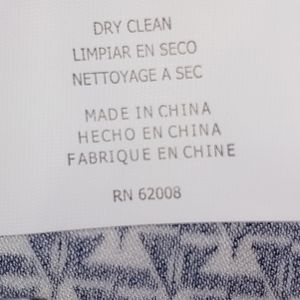 DRY CLEAN
LIMPIAR EN SECO
NETTOYAGE A SEC
MADE IN CHINA
HECHO EN CHINA
FABRIQUE EN CHINE
RN 62008